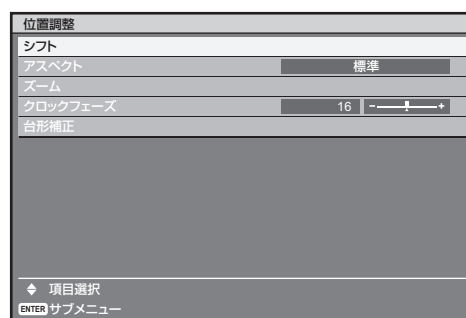 位置調整
シフト
アスペクト 標準
ズーム
クロックフェーズ 16 - +
台形補正
項目選択
ENTER サブメニュー